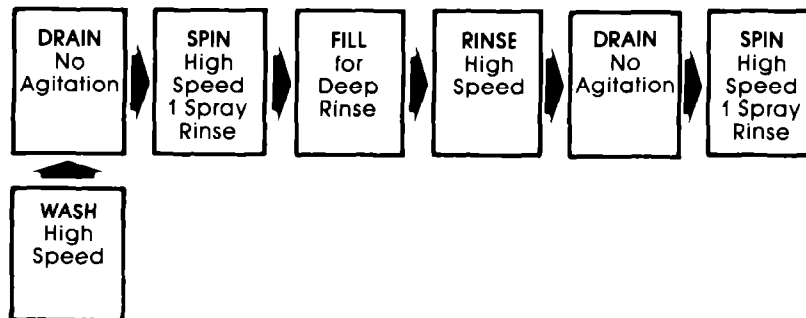 DRAIN
No
Agitation
SPIN
High
Speed
1 Spray
Rinse
FILL
for
Deep
Rinse
RINSE
High
Speed
DRAIN
No
Agitation
SPIN
High
Speed
1 Spray
Rinse
WASH
High
Speed